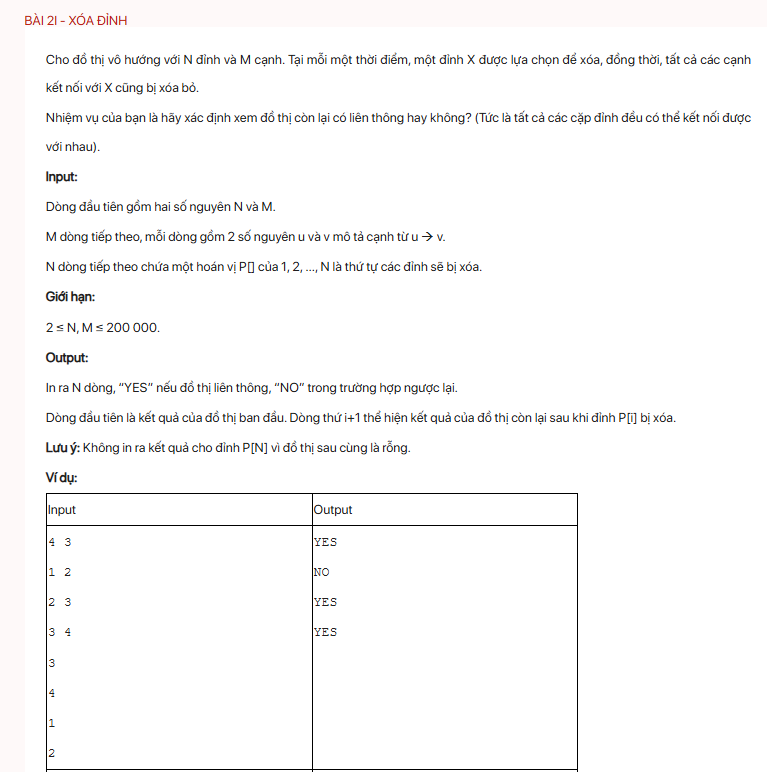 BÀI 2I - XÓA ĐỈNH
Cho đồ thị vô hướng với N đỉnh và M cạnh. Tại mỗi một thời điểm, một đỉnh X được lựa chọn để xóa, đồng thời, tất cả các cạnh
kết nối với X cũng bị xóa bỏ.
Nhiệm vụ của bạn là hãy xác định xem đồ thị còn lại có liên thông hay không? (Tức là tất cả các cặp đỉnh đều có thể kết nối được
với nhau).
Input:
Dòng đầu tiên gồm hai số nguyên N và M.
M dòng tiếp theo, mỗi dòng gồm 2 số nguyên u và v mô tả cạnh từ u → v.
N dòng tiếp theo chứa một hoán vị P[] của 1, 2, ..., N là thứ tự các đỉnh sẽ bị xóa.
Giới hạn:
2 ≤ N, M ≤ 200 000.
Output:
In ra N dòng, “YES” nếu đồ thị liên thông, “NO” trong trường hợp ngược lại.
Dòng đầu tiên là kết quả của đồ thị ban đầu. Dòng thứ i+1 thể hiện kết quả của đồ thị còn lại sau khi đỉnh P[i] bị xóa.
Lưu ý: Không in ra kết quả cho đỉnh P[N] vì đồ thị sau cùng là rỗng.
Ví dụ:
Input Output
4 3 YES
1 2 NO
2 3 YES
3 4 YES
3
4
1
2